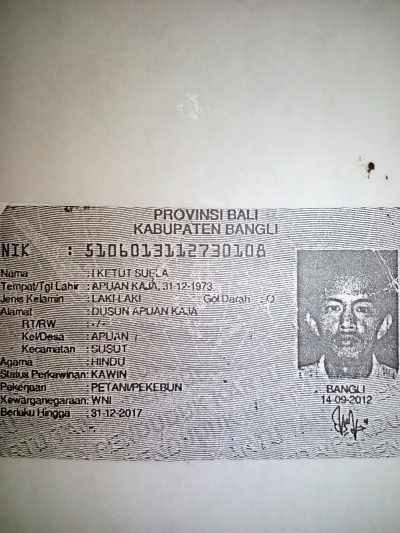 PROVINSI BALI
KABUPATEN BANGLI
NIK : 5106013112730108
Nama : I KETUT SUELA
Tempat/Tgl Lahir : APUAN KAJA, 31-12-1973
Jenis Kelamin : LAKI-LAKI Gol Darah : O
Alamat : DUSUN APUAN KAJA
RT/RW : -/-
Kel/Desa : APUAN
Kecamatan : SUSUT
Agama : HINDU
Status Perkawinan: KAWIN
Pekerjaan : PETANI/PEKEBUN
Kewarganegaraan: WNI
Berlaku Hingga : 31-12-2017
BANGLI
14-09-2012